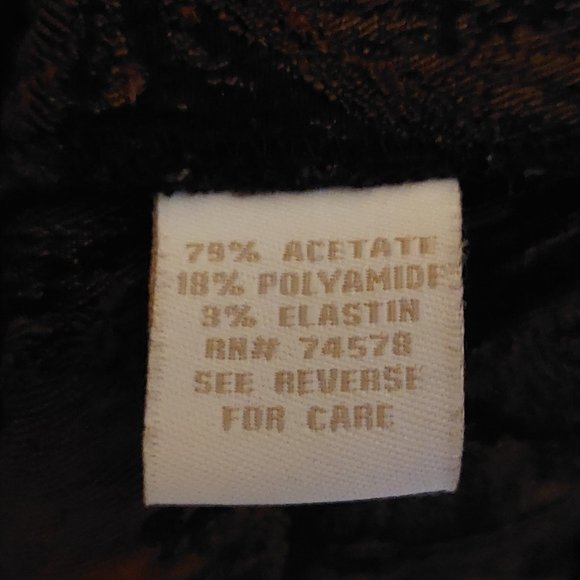 79% ACETATE
18% POLYAMIDE
3% ELASTIN
RN# 74578
SEE REVERSE
FOR CARE